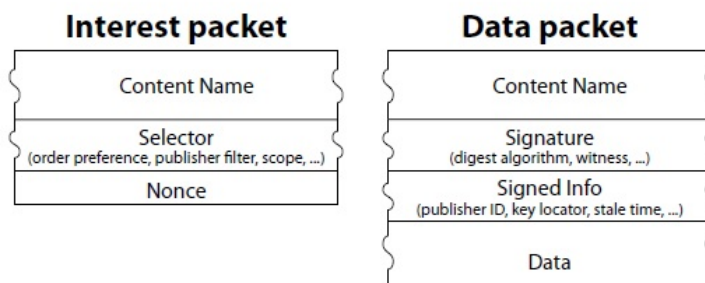 Interest packet
Content Name
Selector
(order preference, publisher filter, scope, ...)
Nonce
Data packet
Content Name
Signature
(digest algorithm, witness, ...)
Signed Info
(publisher ID, key locator, stale time, ...)
Data